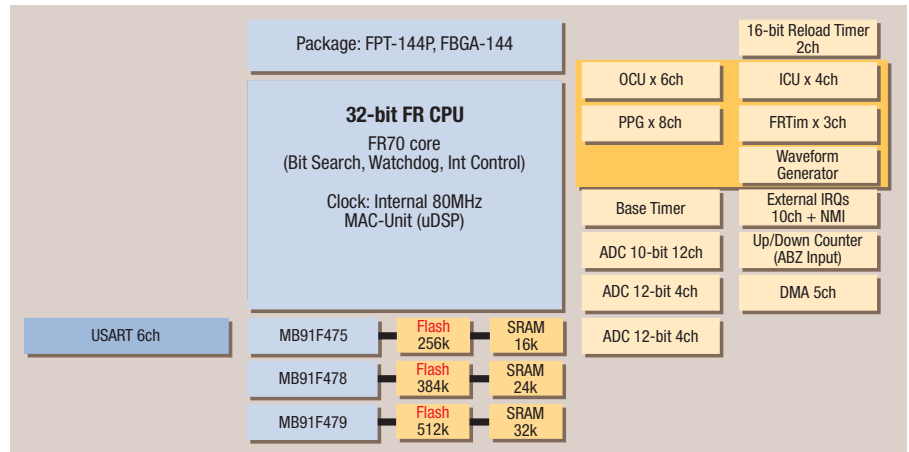 Package: FPT-144P, FBGA-144
32-bit FR CPU
FR70 core
(Bit Search, Watchdog, Int Control)
Clock: Internal 80MHz
MAC-Unit (uDSP)
USART 6ch
MB91F475
Flash
256k
SRAM
16k
MB91F478
Flash
384k
SRAM
24k
MB91F479
Flash
512k
SRAM
32k
16-bit Reload Timer
2ch
OCU x 6ch
ICU x 4ch
PPG x 8ch
FRTim x 3ch
Waveform
Generator
Base Timer
External IRQs
10ch + NMI
ADC 10-bit 12ch
Up/Down Counter
(ABZ Input)
ADC 12-bit 4ch
DMA 5ch
ADC 12-bit 4ch